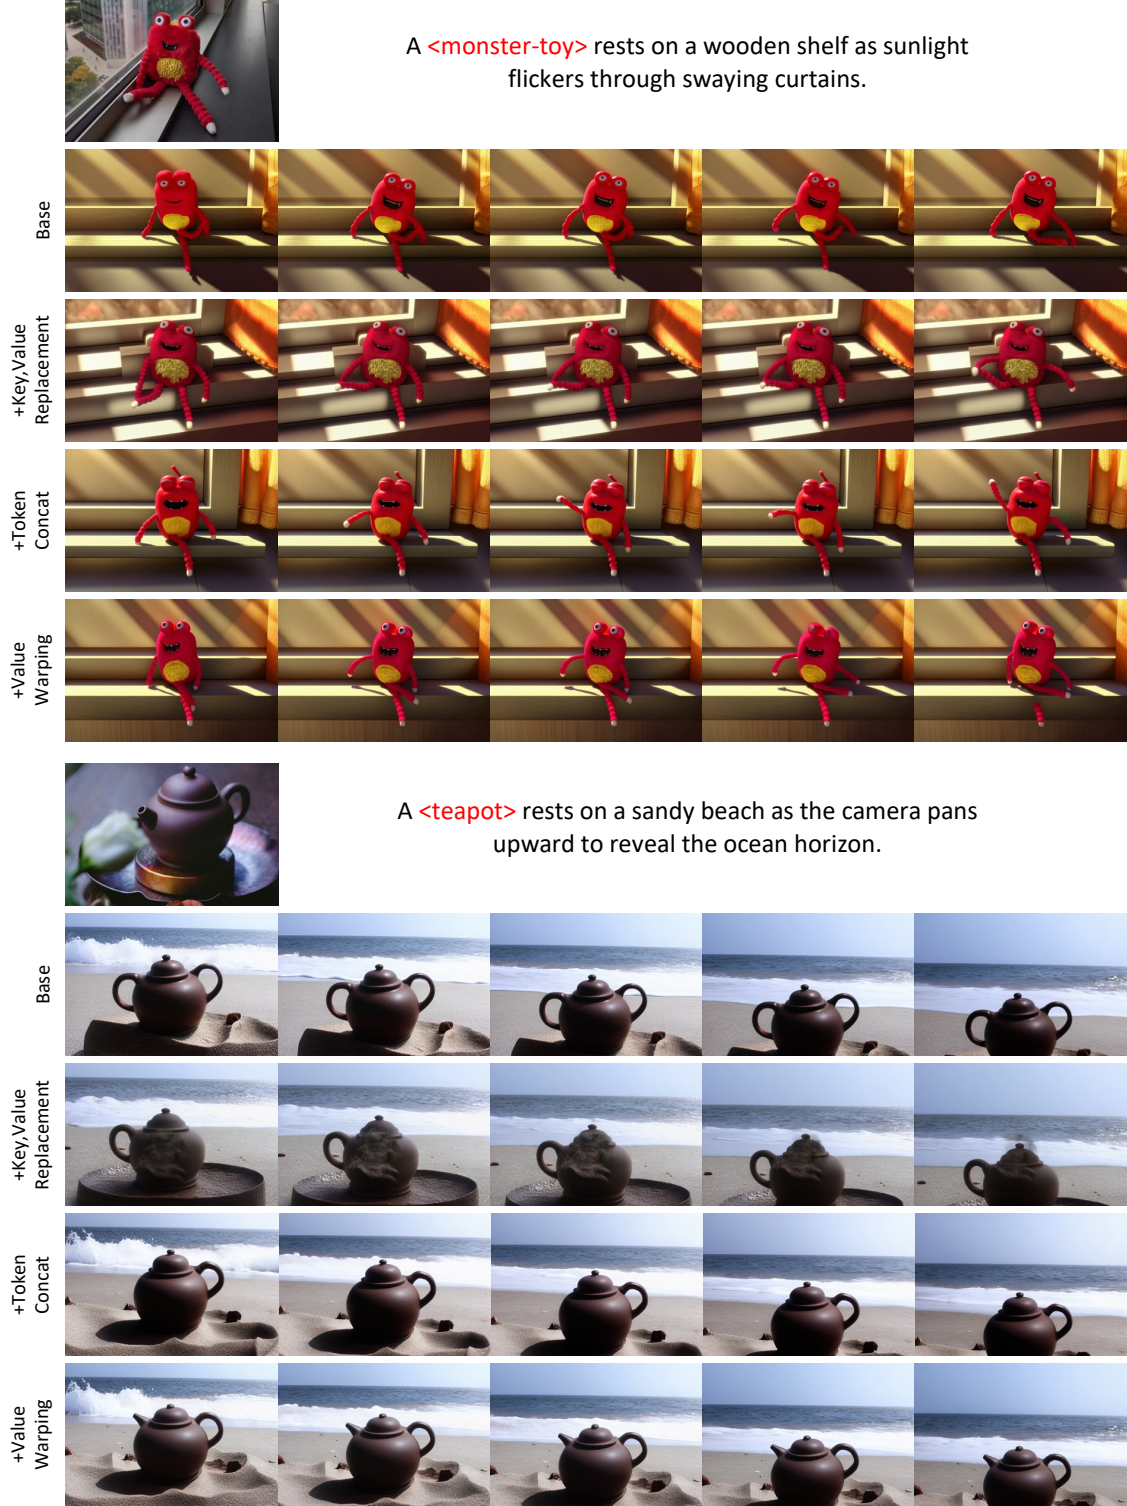 A <monster-toy> rests on a wooden shelf as sunlight
flickers through swaying curtains.
Base
+Key,Value
Replacement
+Token
Concat
+Value
Warping
A <teapot> rests on a sandy beach as the camera pans
upward to reveal the ocean horizon.
Base
+Key,Value
Replacement
+Token
Concat
+Value
Warping